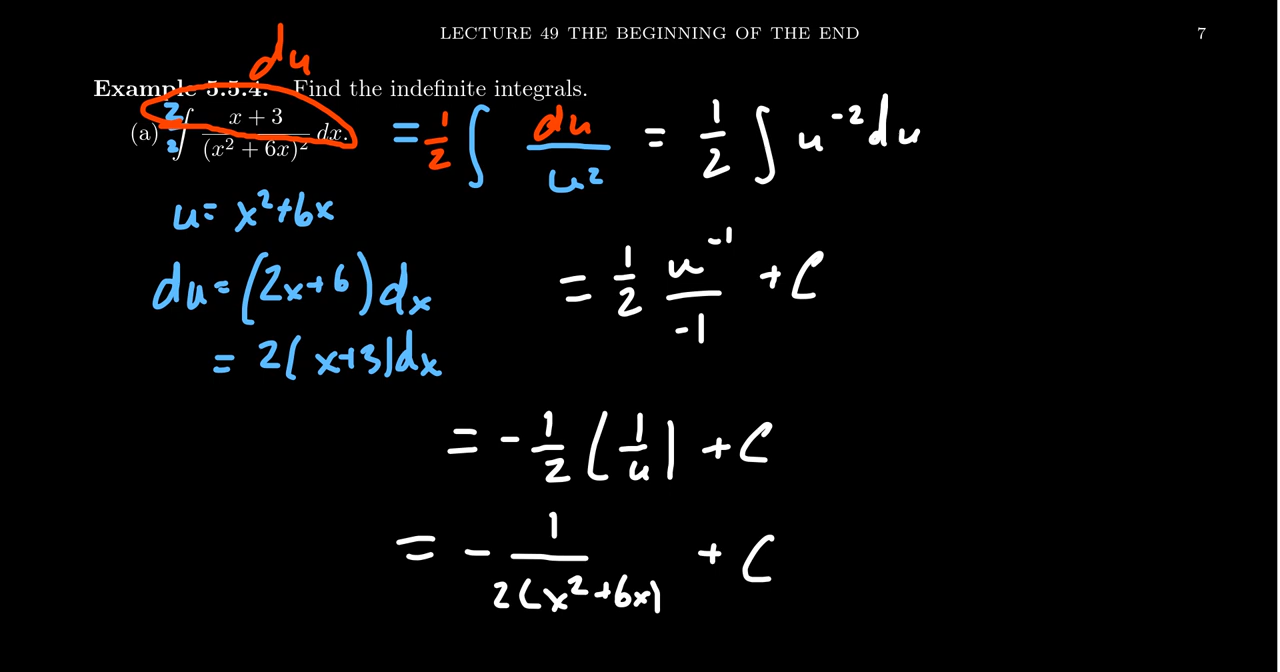 LECTURE 49 THE BEGINNING OF THE END 7
du
Example 5.5.4. Find the indefinite integrals.
(a) 2/2 ∫ (x + 3)/(x² + 6x)² dx. = 1/2 ∫ du/u² = 1/2 ∫ u⁻² du
u = x²+6x
du = (2x+6) dx = 1/2 u⁻¹/-1 + C
= 2(x+3)dx
= - 1/2 (1/u) + C
= - 1/2(x²+6x) + C